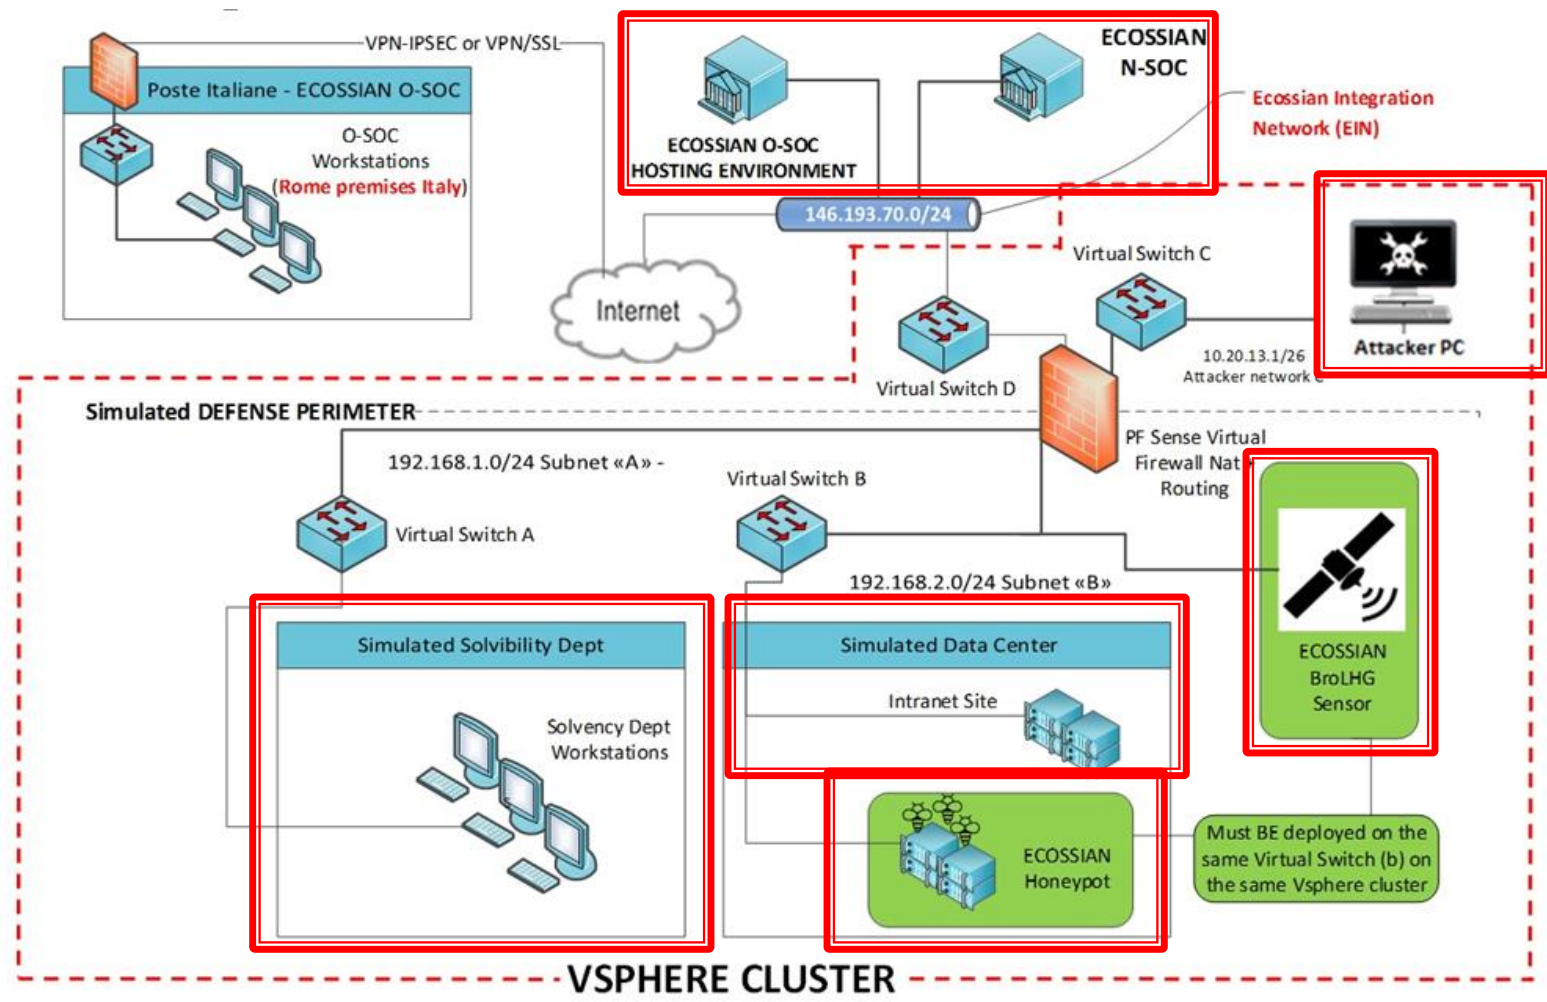 VPN-IPSEC or VPN/SSL
Poste Italiane - ECOSSIAN O-SOC
O-SOC
Workstations
(Rome premises Italy)
ECOSSIAN
N-SOC
ECOSSIAN O-SOC
HOSTING ENVIRONMENT
Ecossian Integration
Network (EIN)
146.193.70.0/24
Internet
Virtual Switch C
Virtual Switch D
10.20.13.1/26
Attacker network C
Attacker PC
Simulated DEFENSE PERIMETER
192.168.1.0/24 Subnet «A» -
PF Sense Virtual
Firewall Nat
Routing
Virtual Switch A
Virtual Switch B
192.168.2.0/24 Subnet «B»
ECOSSIAN
BroLHG
Sensor
Simulated Solvibility Dept
Solvency Dept
Workstations
Simulated Data Center
Intranet Site
ECOSSIAN
Honeypot
Must BE deployed on the
same Virtual Switch (b) on
the same Vsphere cluster
VSPHERE CLUSTER